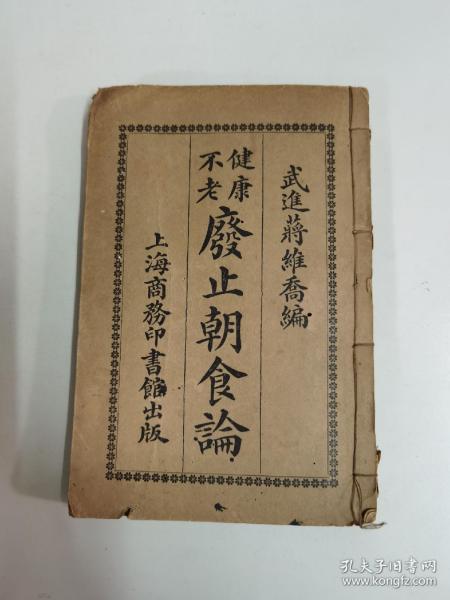 武進蔣維喬編
健康
不老
廢止朝食論
上海商務印書館出版
孔夫子旧书网
www.kongfz.com